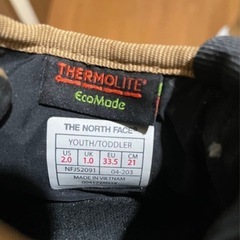 THERMOLITE®
EcoMade
THE NORTH FACE
YOUTH/TODDLER
US UK EU CM
2.0 1.0 33.5 21
NFJ52091 04-203
MADE IN VIETNAM